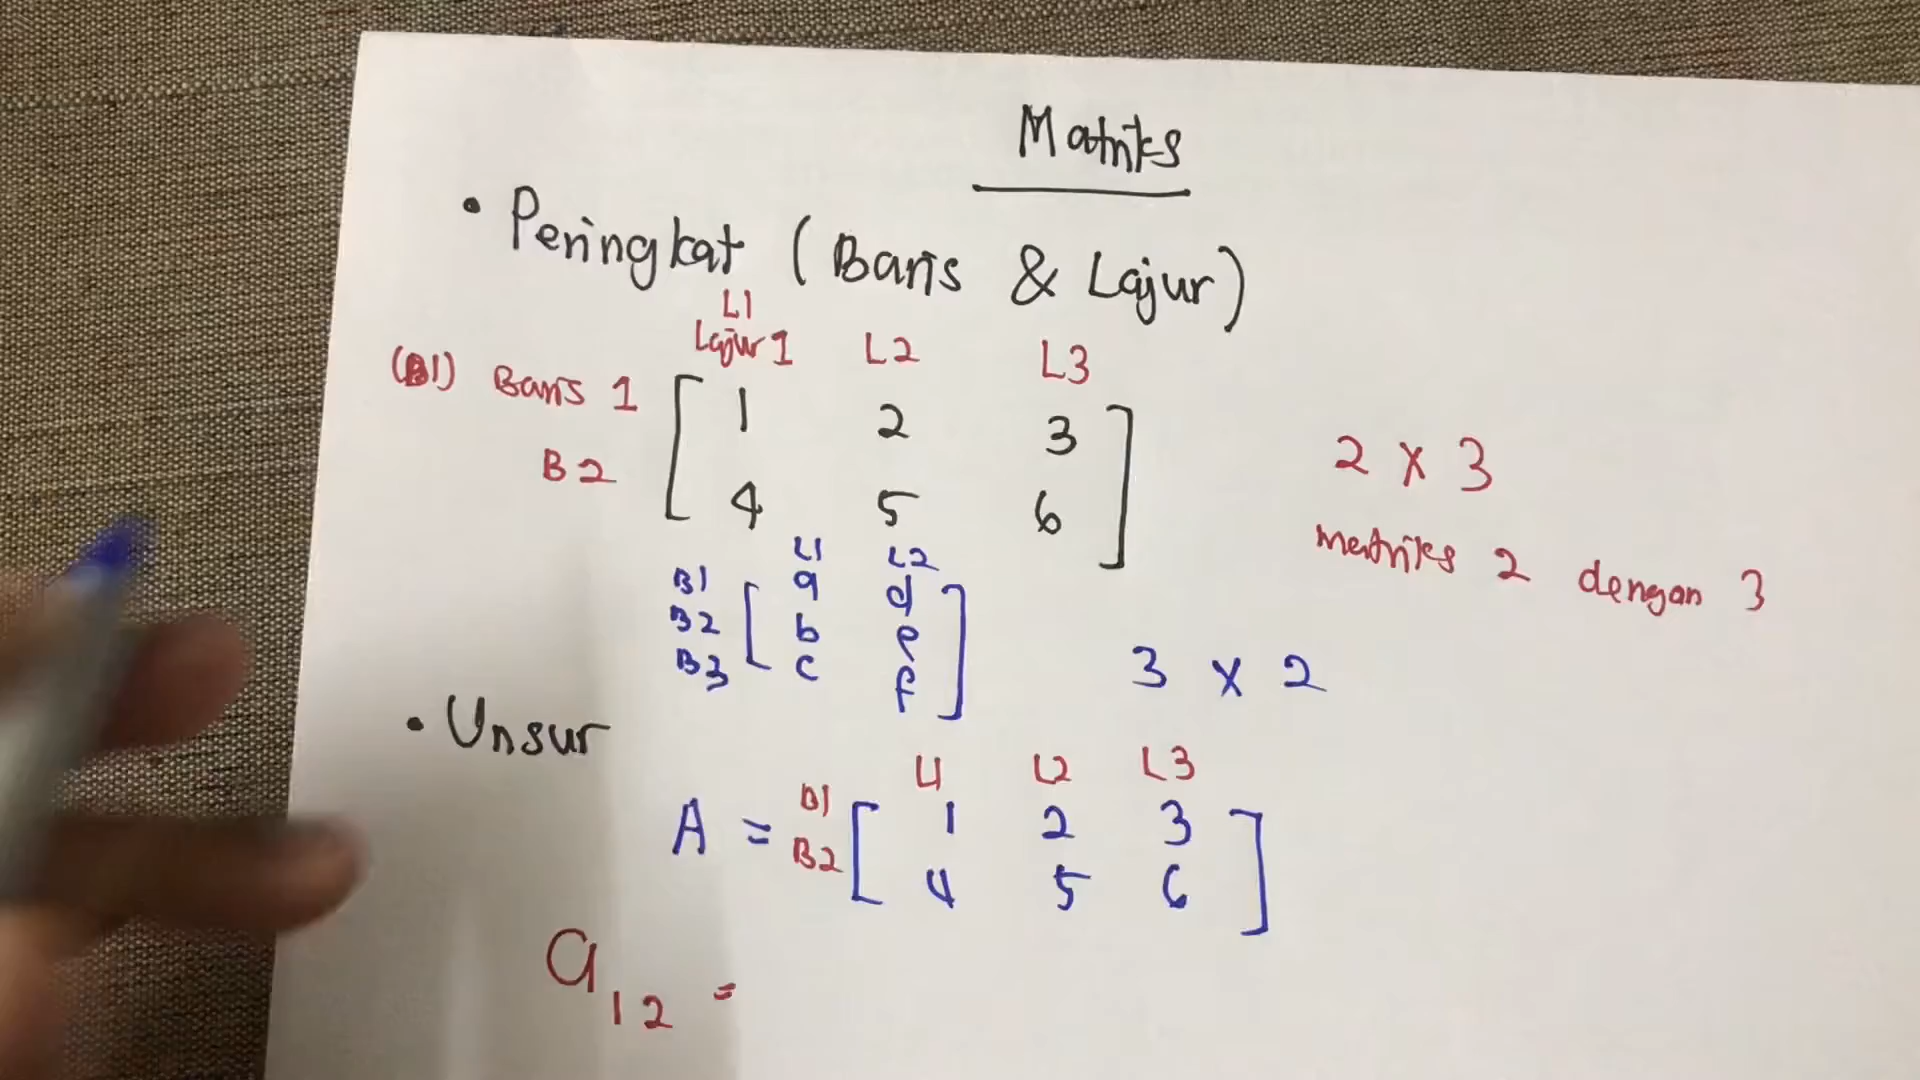 Matriks
• Peringkat (Baris & Lajur)
L1
Lajur 1 L2 L3
(B1) Baris 1 [ 1 2 3 ]
B2 [ 4 5 6 ]
2 x 3
matriks 2 dengan 3
L1 L2
B1 [ a d ]
B2 [ b e ]
B3 [ c f ]
3 x 2
• Unsur
L1 L2 L3
A = B1 [ 1 2 3 ]
B2 [ 4 5 6 ]
a12 =